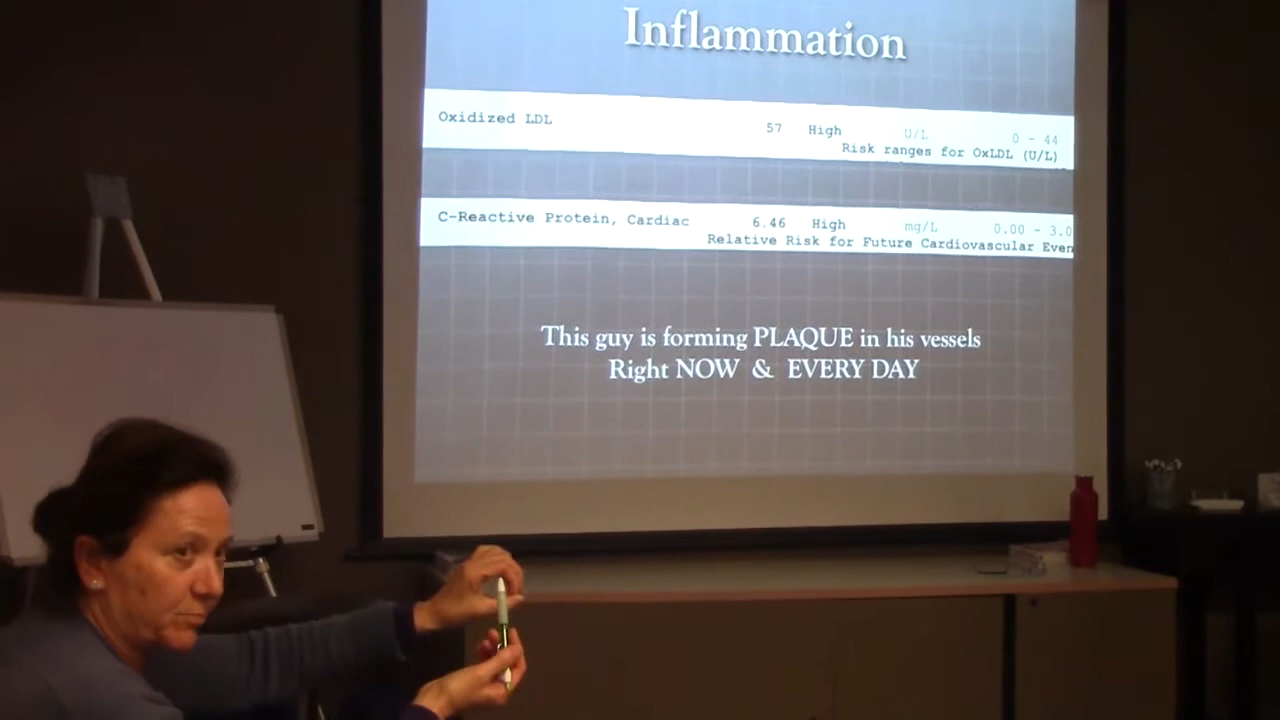 Inflammation
Oxidized LDL 57 High U/L 0 - 44
Risk ranges for OxLDL (U/L)
C-Reactive Protein, Cardiac 6.46 High mg/L 0.00 - 3.0
Relative Risk for Future Cardiovascular Even
This guy is forming PLAQUE in his vessels
Right NOW & EVERY DAY